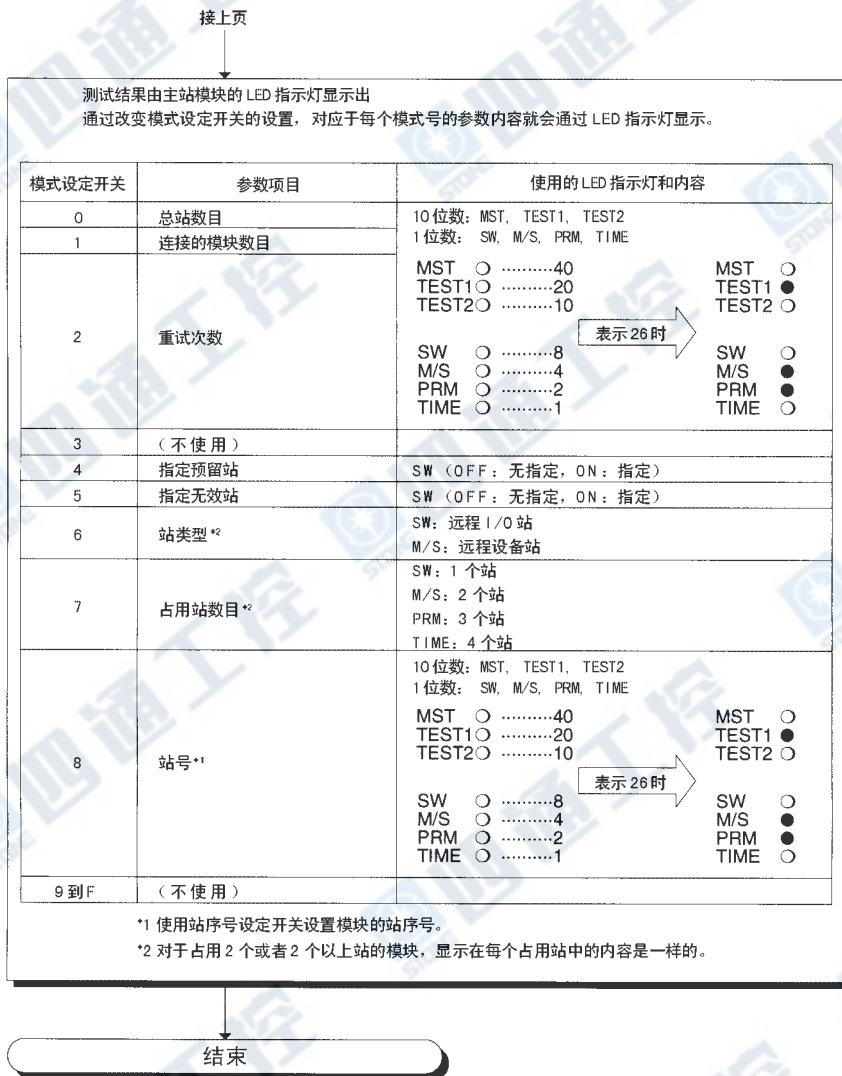 接上页
测试结果由主站模块的 LED 指示灯显示出
通过改变模式设定开关的设置，对应于每个模式号的参数内容就会通过 LED 指示灯显示。
模式设定开关 参数项目 使用的 LED 指示灯和内容
0 总站数目
1 连接的模块数目
2 重试次数
10位数：MST, TEST1, TEST2
1位数： SW, M/S, PRM, TIME
MST ○ ··········40 MST ○
TEST1○ ··········20 TEST1 ●
TEST2○ ··········10 TEST2 ○
表示 26 时
SW ○ ··········8 SW ○
M/S ○ ··········4 M/S ●
PRM ○ ··········2 PRM ●
TIME ○ ··········1 TIME ○
3 （不使用）
4 指定预留站 SW（OFF：无指定，ON：指定）
5 指定无效站 SW（OFF：无指定，ON：指定）
6 站类型*2
SW：远程 I/O 站
M/S：远程设备站
7 占用站数目*2
SW：1 个站
M/S：2 个站
PRM：3 个站
TIME：4 个站
8 站号*1
10位数：MST, TEST1, TEST2
1位数： SW, M/S, PRM, TIME
MST ○ ··········40 MST ○
TEST1○ ··········20 TEST1 ●
TEST2○ ··········10 TEST2 ○
表示 26 时
SW ○ ··········8 SW ○
M/S ○ ··········4 M/S ●
PRM ○ ··········2 PRM ●
TIME ○ ··········1 TIME ○
9 到 F （不使用）
*1 使用站序号设定开关设置模块的站序号。
*2 对于占用 2 个或者 2 个以上站的模块，显示在每个占用站中的内容是一样的。
结束
四通工控
STONE